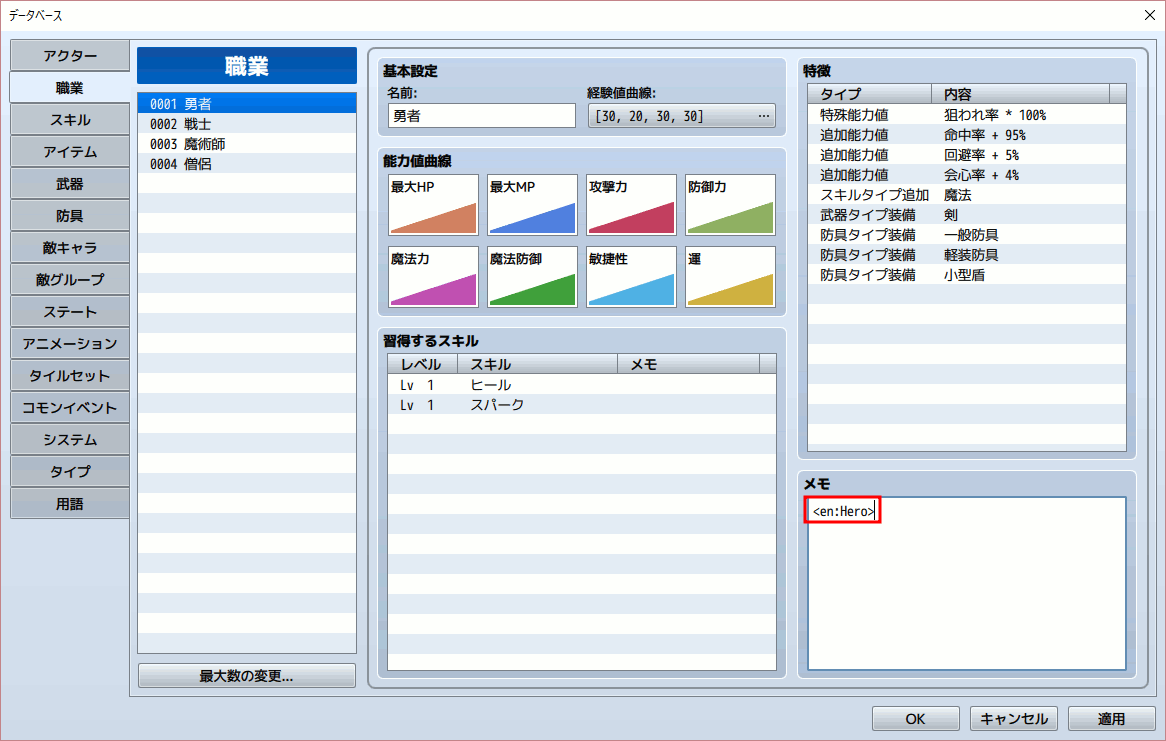 データベース
アクター
職業
スキル
アイテム
武器
防具
敵キャラ
敵グループ
ステート
アニメーション
タイルセット
コモンイベント
システム
タイプ
用語
職業
0001 勇者
0002 戦士
0003 魔術師
0004 僧侶
最大数の変更...
基本設定
名前:
経験値曲線:
勇者
[30, 20, 30, 30] ...
能力値曲線
最大HP
最大MP
攻撃力
防御力
魔法力
魔法防御
敏捷性
運
習得するスキル
レベル スキル メモ
Lv 1 ヒール
Lv 1 スパーク
特徴
タイプ 内容
特殊能力値 狙われ率 * 100%
追加能力値 命中率 + 95%
追加能力値 回避率 + 5%
追加能力値 会心率 + 4%
スキルタイプ追加 魔法
武器タイプ装備 剣
防具タイプ装備 一般防具
防具タイプ装備 軽装防具
防具タイプ装備 小型盾
メモ
<en:Hero>
OK
キャンセル
適用